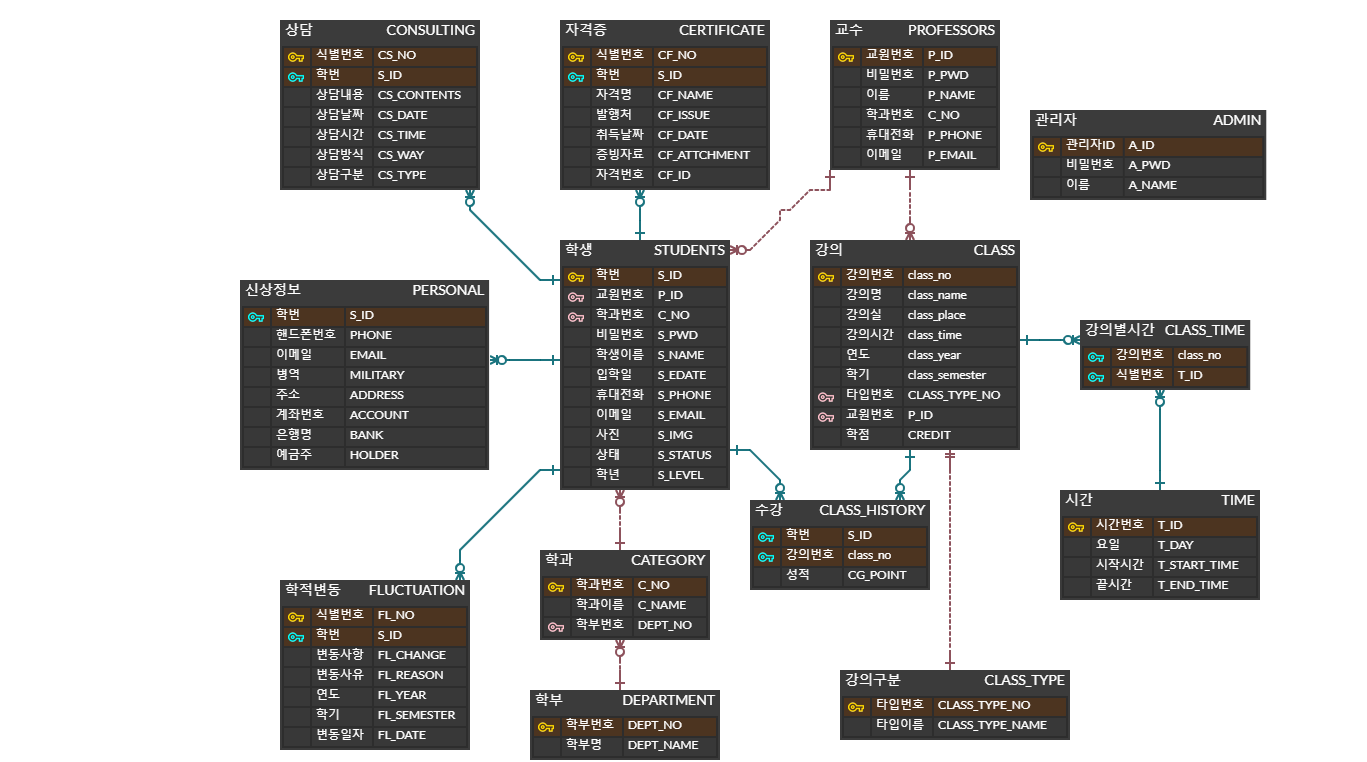 상담 CONSULTING
식별번호 CS_NO
학번 S_ID
상담내용 CS_CONTENTS
상담날짜 CS_DATE
상담시간 CS_TIME
상담방식 CS_WAY
상담구분 CS_TYPE
자격증 CERTIFICATE
식별번호 CF_NO
학번 S_ID
자격명 CF_NAME
발행처 CF_ISSUE
취득날짜 CF_DATE
증빙자료 CF_ATTCHMENT
자격번호 CF_ID
교수 PROFESSORS
교원번호 P_ID
비밀번호 P_PWD
이름 P_NAME
학과번호 C_NO
휴대전화 P_PHONE
이메일 P_EMAIL
관리자 ADMIN
관리자ID A_ID
비밀번호 A_PWD
이름 A_NAME
신상정보 PERSONAL
학번 S_ID
핸드폰번호 PHONE
이메일 EMAIL
병역 MILITARY
주소 ADDRESS
계좌번호 ACCOUNT
은행명 BANK
예금주 HOLDER
학생 STUDENTS
학번 S_ID
교원번호 P_ID
학과번호 C_NO
비밀번호 S_PWD
학생이름 S_NAME
입학일 S_EDATE
휴대전화 S_PHONE
이메일 S_EMAIL
사진 S_IMG
상태 S_STATUS
학년 S_LEVEL
강의 CLASS
강의번호 class_no
강의명 class_name
강의실 class_place
강의시간 class_time
연도 class_year
학기 class_semester
타입번호 CLASS_TYPE_NO
교원번호 P_ID
학점 CREDIT
강의별시간 CLASS_TIME
강의번호 class_no
식별번호 T_ID
수강 CLASS_HISTORY
학번 S_ID
강의번호 class_no
성적 CG_POINT
시간 TIME
시간번호 T_ID
요일 T_DAY
시작시간 T_START_TIME
끝시간 T_END_TIME
학적변동 FLUCTUATION
식별번호 FL_NO
학번 S_ID
변동사항 FL_CHANGE
변동사유 FL_REASON
연도 FL_YEAR
학기 FL_SEMESTER
변동일자 FL_DATE
학과 CATEGORY
학과번호 C_NO
학과이름 C_NAME
학부번호 DEPT_NO
학부 DEPARTMENT
학부번호 DEPT_NO
학부명 DEPT_NAME
강의구분 CLASS_TYPE
타입번호 CLASS_TYPE_NO
타입이름 CLASS_TYPE_NAME